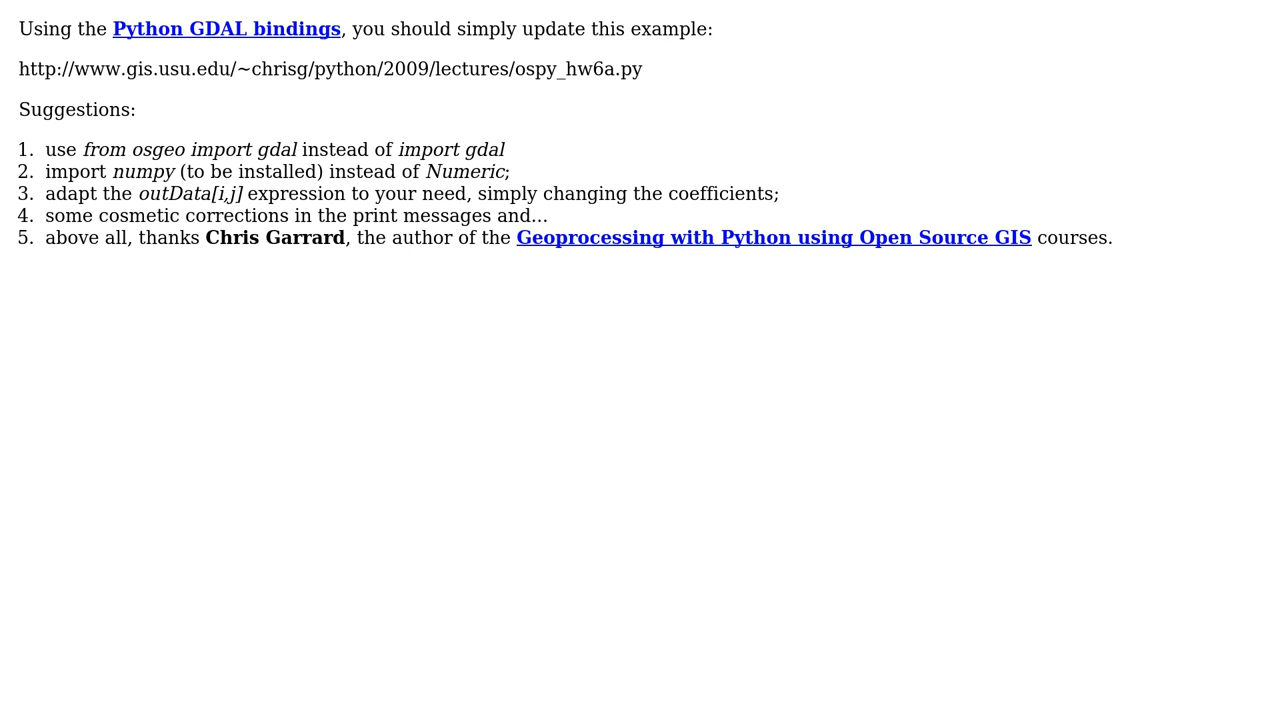 Using the Python GDAL bindings, you should simply update this example:
http://www.gis.usu.edu/~chrisg/python/2009/lectures/ospy_hw6a.py
Suggestions:
1. use from osgeo import gdal instead of import gdal
2. import numpy (to be installed) instead of Numeric;
3. adapt the outData[i,j] expression to your need, simply changing the coefficients;
4. some cosmetic corrections in the print messages and...
5. above all, thanks Chris Garrard, the author of the Geoprocessing with Python using Open Source GIS courses.